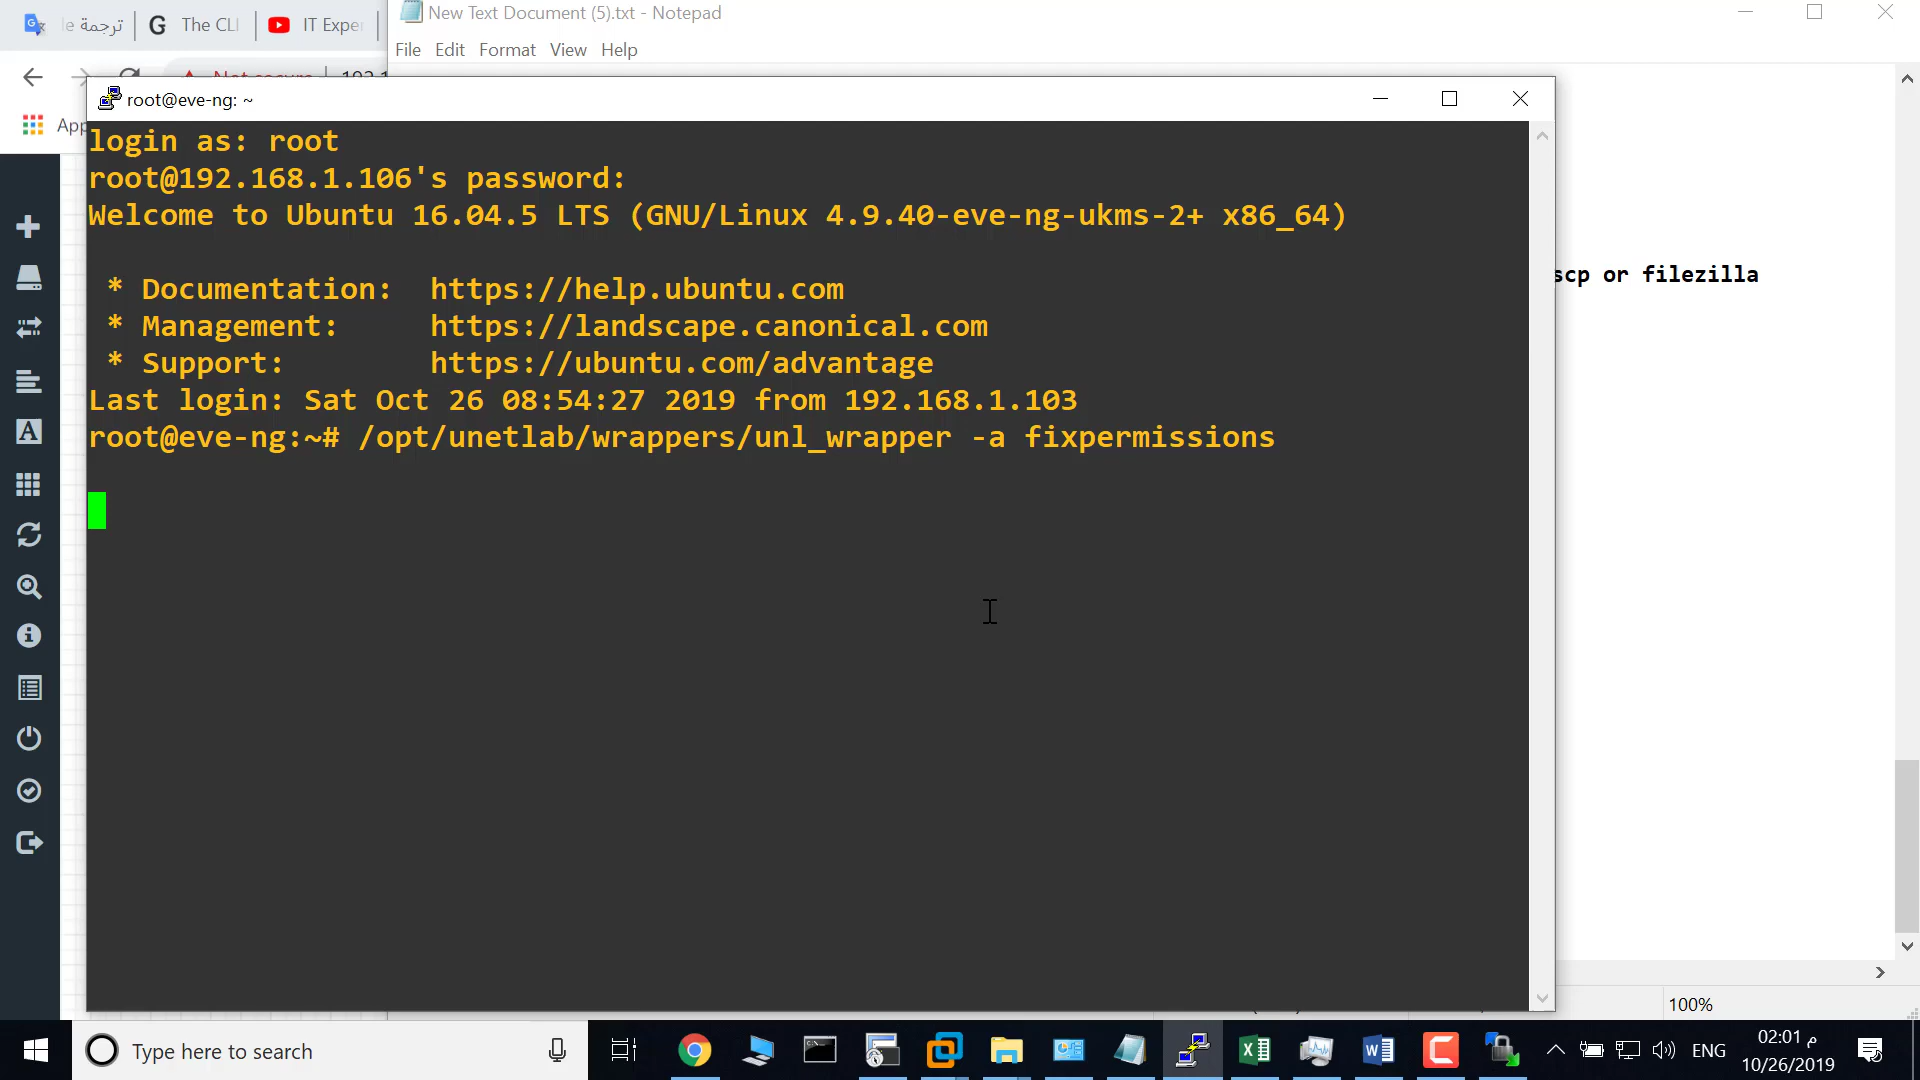 ترجمة
The CLI
IT Exper
New Text Document (5).txt - Notepad
File Edit Format View Help
Not secure
App
root@eve-ng: ~
login as: root
root@192.168.1.106's password:
Welcome to Ubuntu 16.04.5 LTS (GNU/Linux 4.9.40-eve-ng-ukms-2+ x86_64)
* Documentation: https://help.ubuntu.com
* Management: https://landscape.canonical.com
* Support: https://ubuntu.com/advantage
Last login: Sat Oct 26 08:54:27 2019 from 192.168.1.103
root@eve-ng:~# /opt/unetlab/wrappers/unl_wrapper -a fixpermissions
scp or filezilla
100%
Type here to search
ENG
02:01 م
10/26/2019